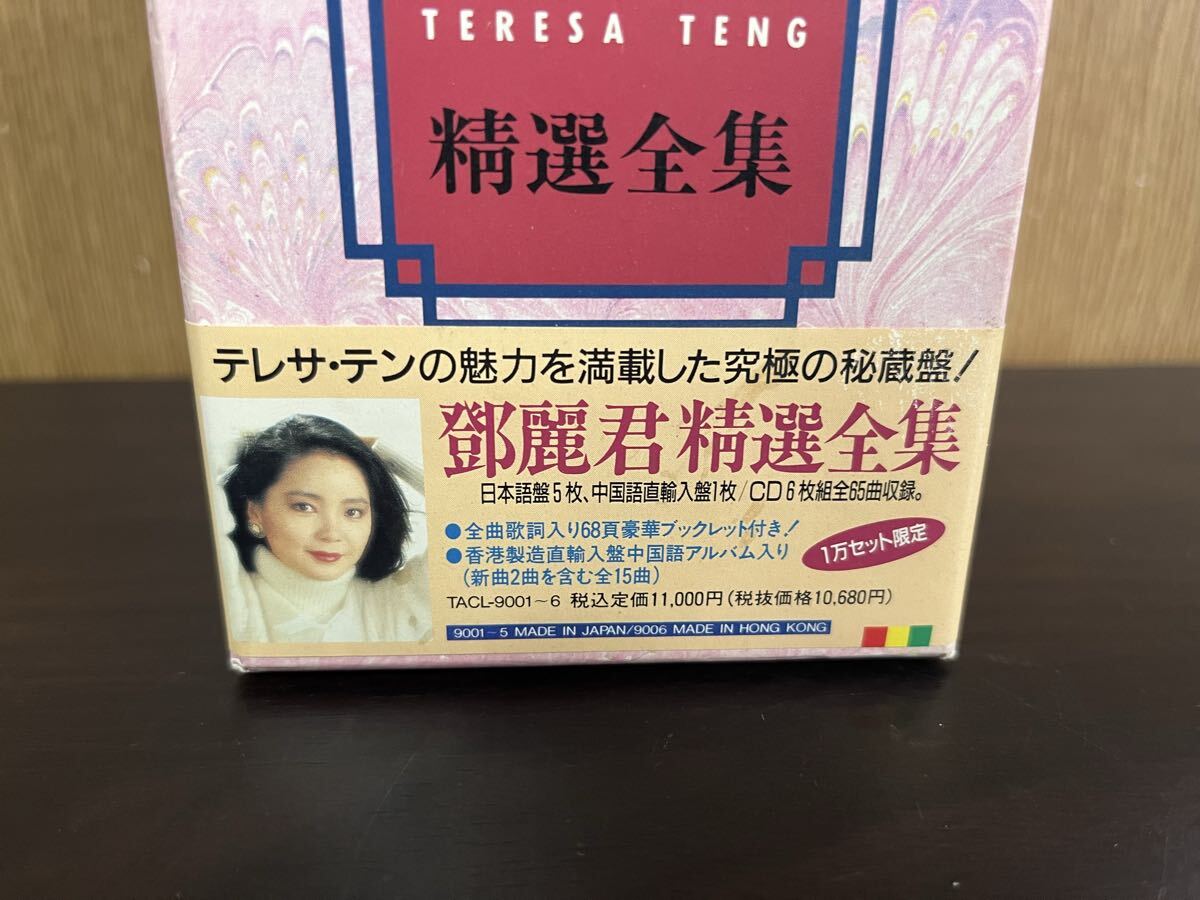 TERESA TENG
精選全集
テレサ・テンの魅力を満載した究極の秘蔵盤!
鄧麗君精選全集
日本語盤5枚、中国語直輸入盤1枚/CD6枚組全65曲収録。
●全曲歌詞入り68頁豪華ブックレット付き!
●香港製造直輸入盤中国語アルバム入り
(新曲2曲を含む全15曲)
1万セット限定
TACL-9001~6 税込定価11,000円(税抜価格10,680円)
9001~5 MADE IN JAPAN/9006 MADE IN HONG KONG